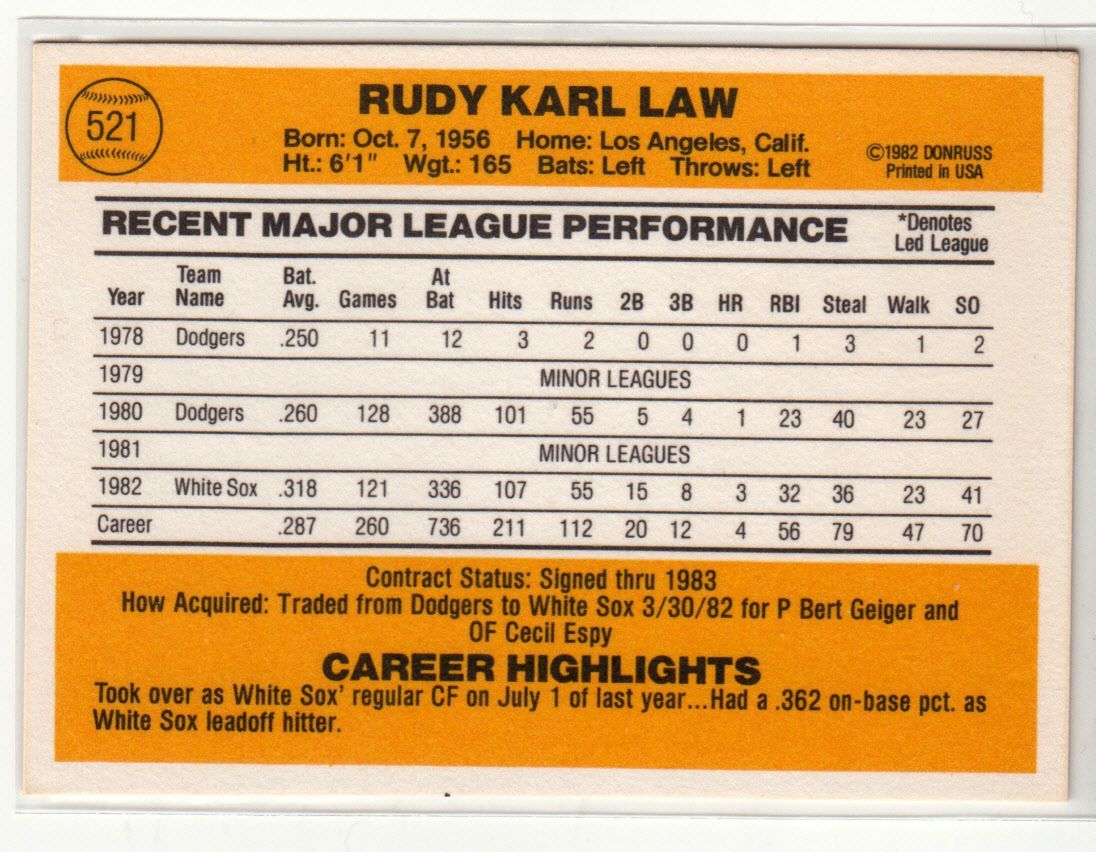 521
RUDY KARL LAW
Born: Oct. 7, 1956 Home: Los Angeles, Calif.
Ht.: 6'1" Wgt.: 165 Bats: Left Throws: Left
©1982 DONRUSS
Printed in USA
RECENT MAJOR LEAGUE PERFORMANCE
*Denotes
Led League
Year Team Name Bat. Avg. Games At Bat Hits Runs 2B 3B HR RBI Steal Walk SO
1978 Dodgers .250 11 12 3 2 0 0 0 1 3 1 2
1979 MINOR LEAGUES
1980 Dodgers .260 128 388 101 55 5 4 1 23 40 23 27
1981 MINOR LEAGUES
1982 White Sox .318 121 336 107 55 15 8 3 32 36 23 41
Career .287 260 736 211 112 20 12 4 56 79 47 70
Contract Status: Signed thru 1983
How Acquired: Traded from Dodgers to White Sox 3/30/82 for P Bert Geiger and
OF Cecil Espy
CAREER HIGHLIGHTS
Took over as White Sox' regular CF on July 1 of last year...Had a .362 on-base pct. as
White Sox leadoff hitter.